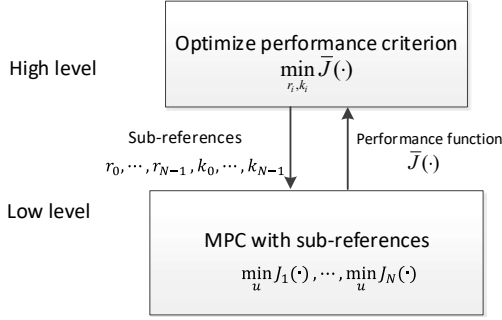 Optimize performance criterion
min J̄(·)
r_i,k_i
High level
Sub-references
r_0,⋯,r_{N−1},k_0,⋯,k_{N−1}
Performance function
J̄(·)
Low level
MPC with sub-references
min J_1(·),⋯,min J_N(·)
u u